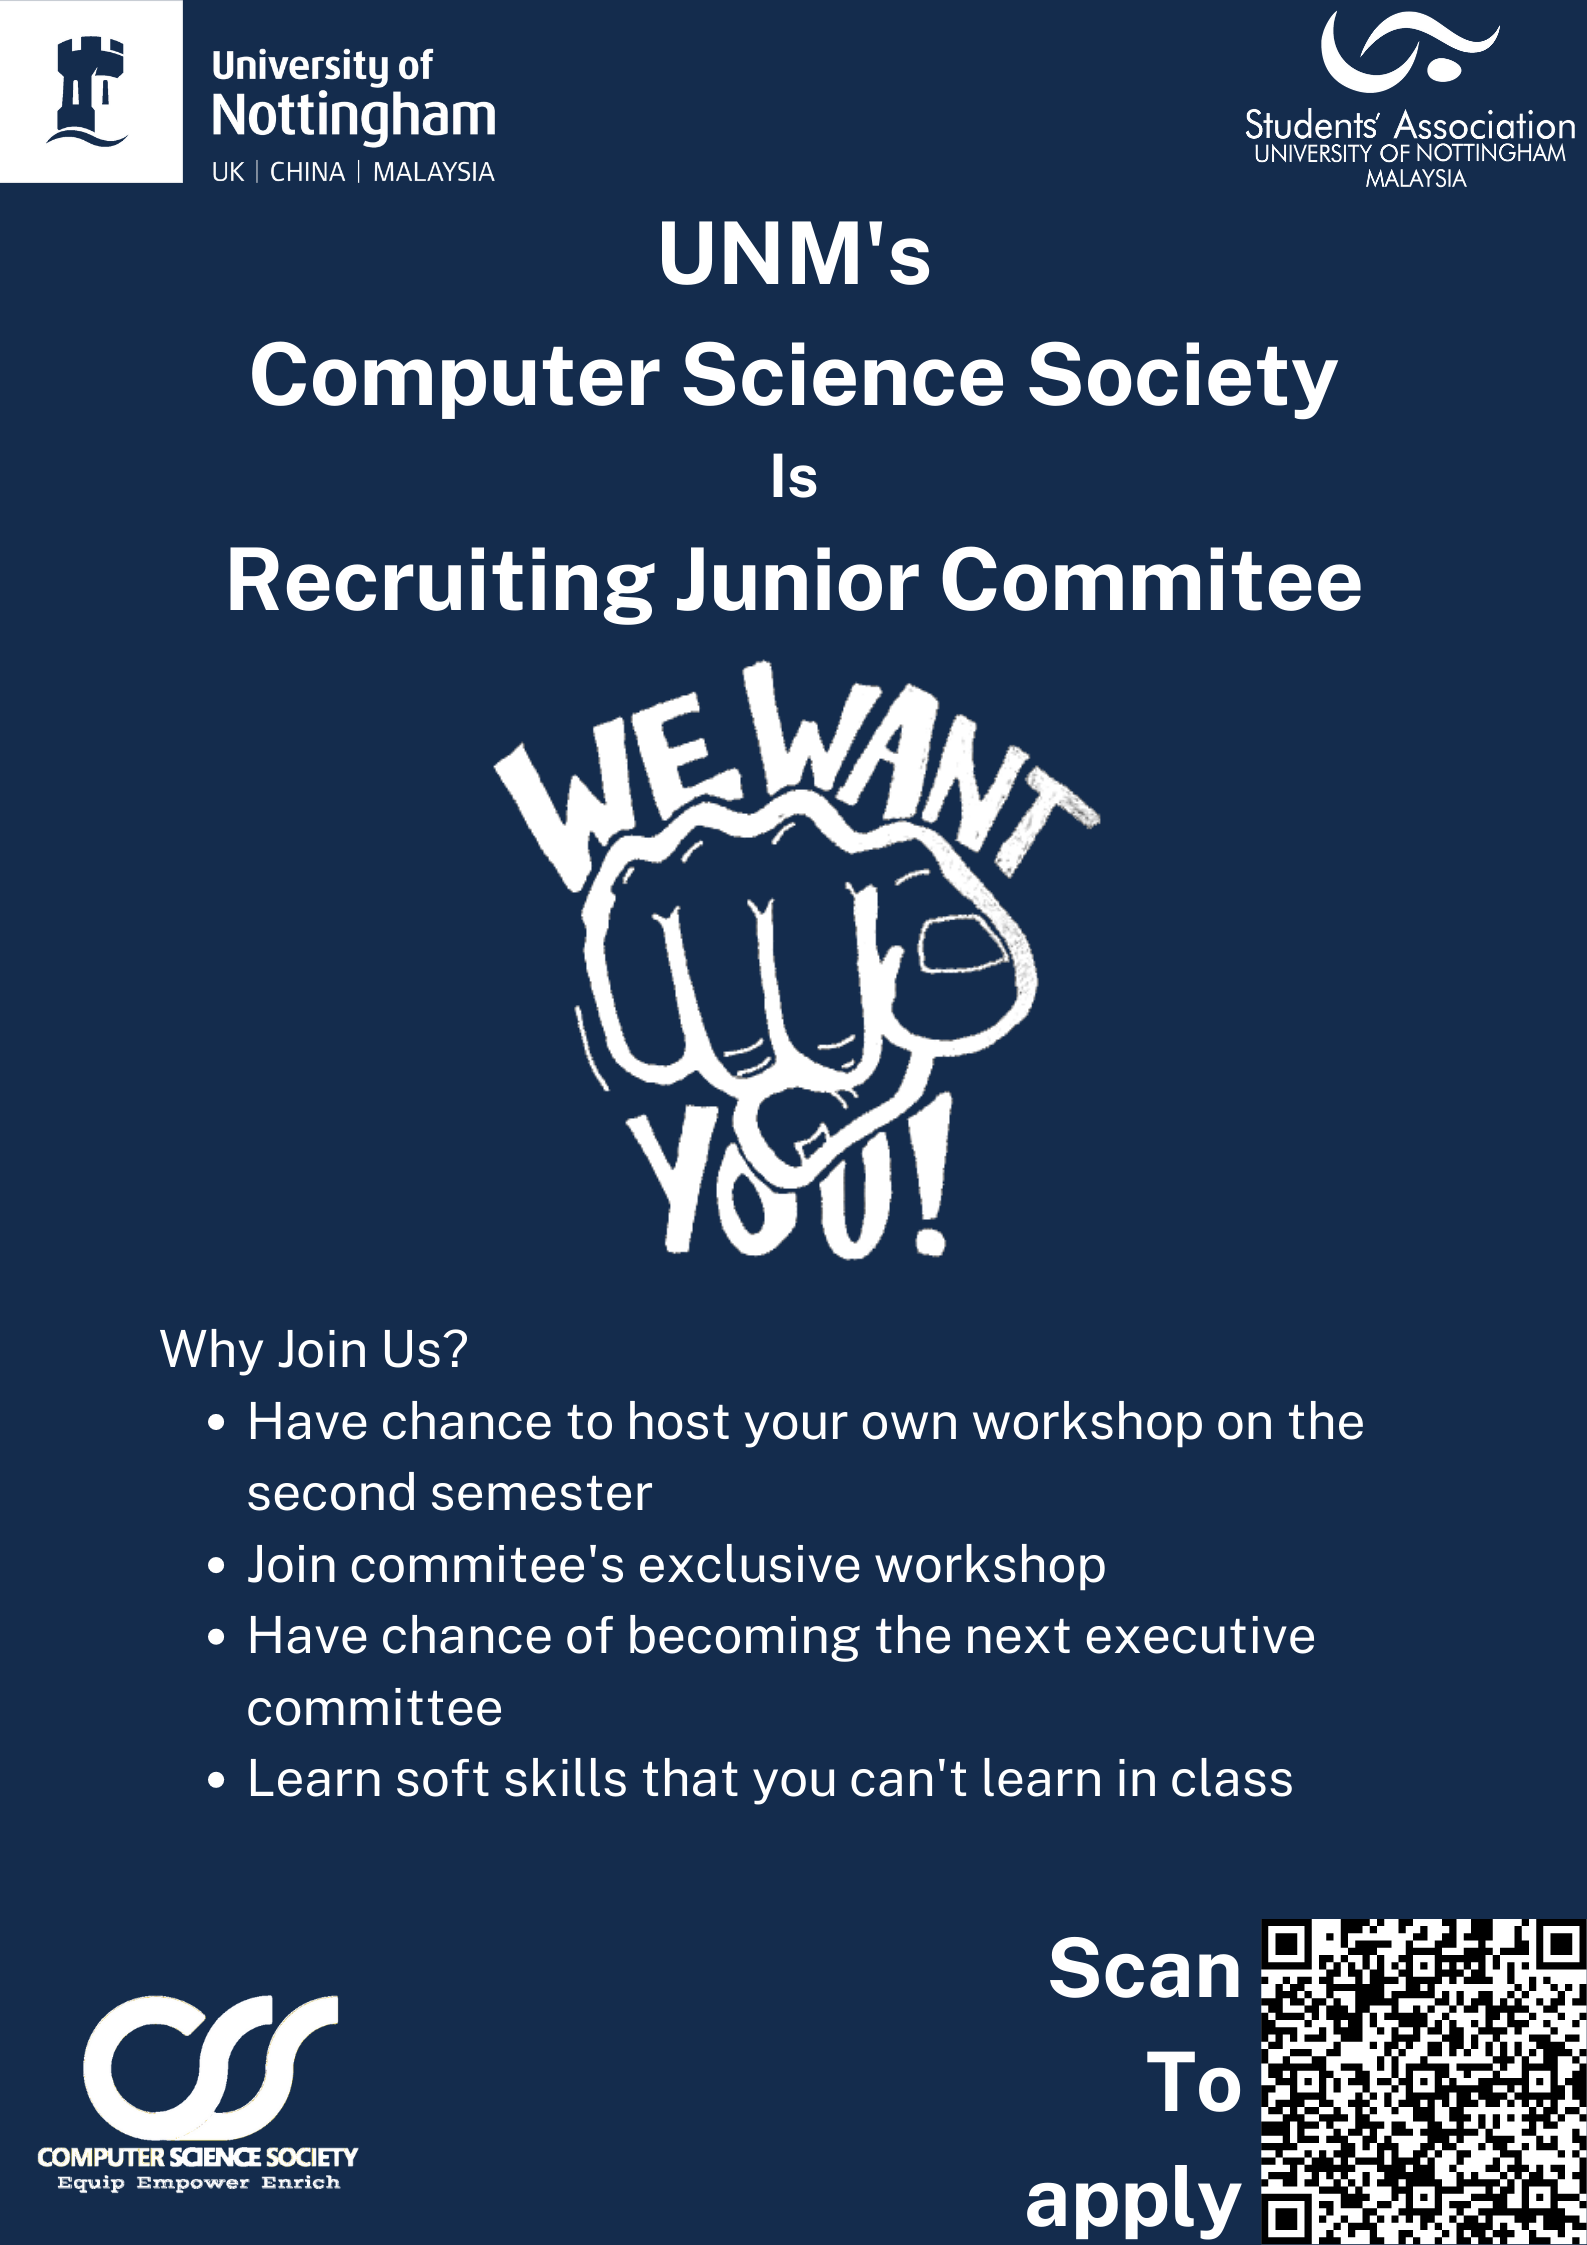 University of
Nottingham
UK | CHINA | MALAYSIA
Students' Association
UNIVERSITY OF NOTTINGHAM
MALAYSIA
UNM's
Computer Science Society
Is
Recruiting Junior Commitee
WE WANT
YOU!
Why Join Us?
• Have chance to host your own workshop on the
second semester
• Join commitee's exclusive workshop
• Have chance of becoming the next executive
committee
• Learn soft skills that you can't learn in class
Scan
To
apply
CSS
COMPUTER SCIENCE SOCIETY
Equip Empower Enrich